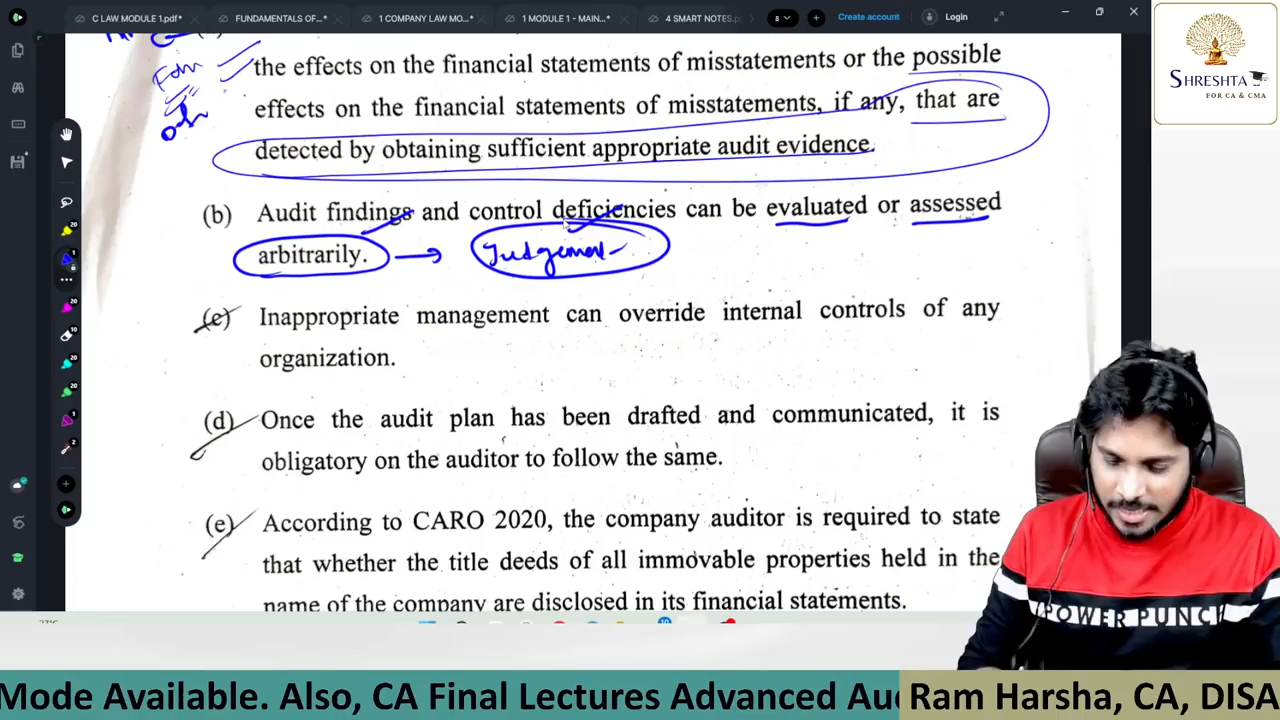 C LAW MODULE 1.pdf*
FUNDAMENTALS OF...*
1 COMPANY LAW MO...*
1 MODULE 1 - MAIN...*
4 SMART NOTES.p
8
Create account
Login
SHRESHTA
FOR CA & CMA
the effects on the financial statements of misstatements or the possible
effects on the financial statements of misstatements, if any, that are
detected by obtaining sufficient appropriate audit evidence.
(b) Audit findings and control deficiencies can be evaluated or assessed
arbitrarily. Judgement
(c) Inappropriate management can override internal controls of any
organization.
(d) Once the audit plan has been drafted and communicated, it is
obligatory on the auditor to follow the same.
(e) According to CARO 2020, the company auditor is required to state
that whether the title deeds of all immovable properties held in the
name of the company are disclosed in its financial statements.
POWER PUNCH
Mode Available. Also, CA Final Lectures Advanced Au
Ram Harsha, CA, DISA